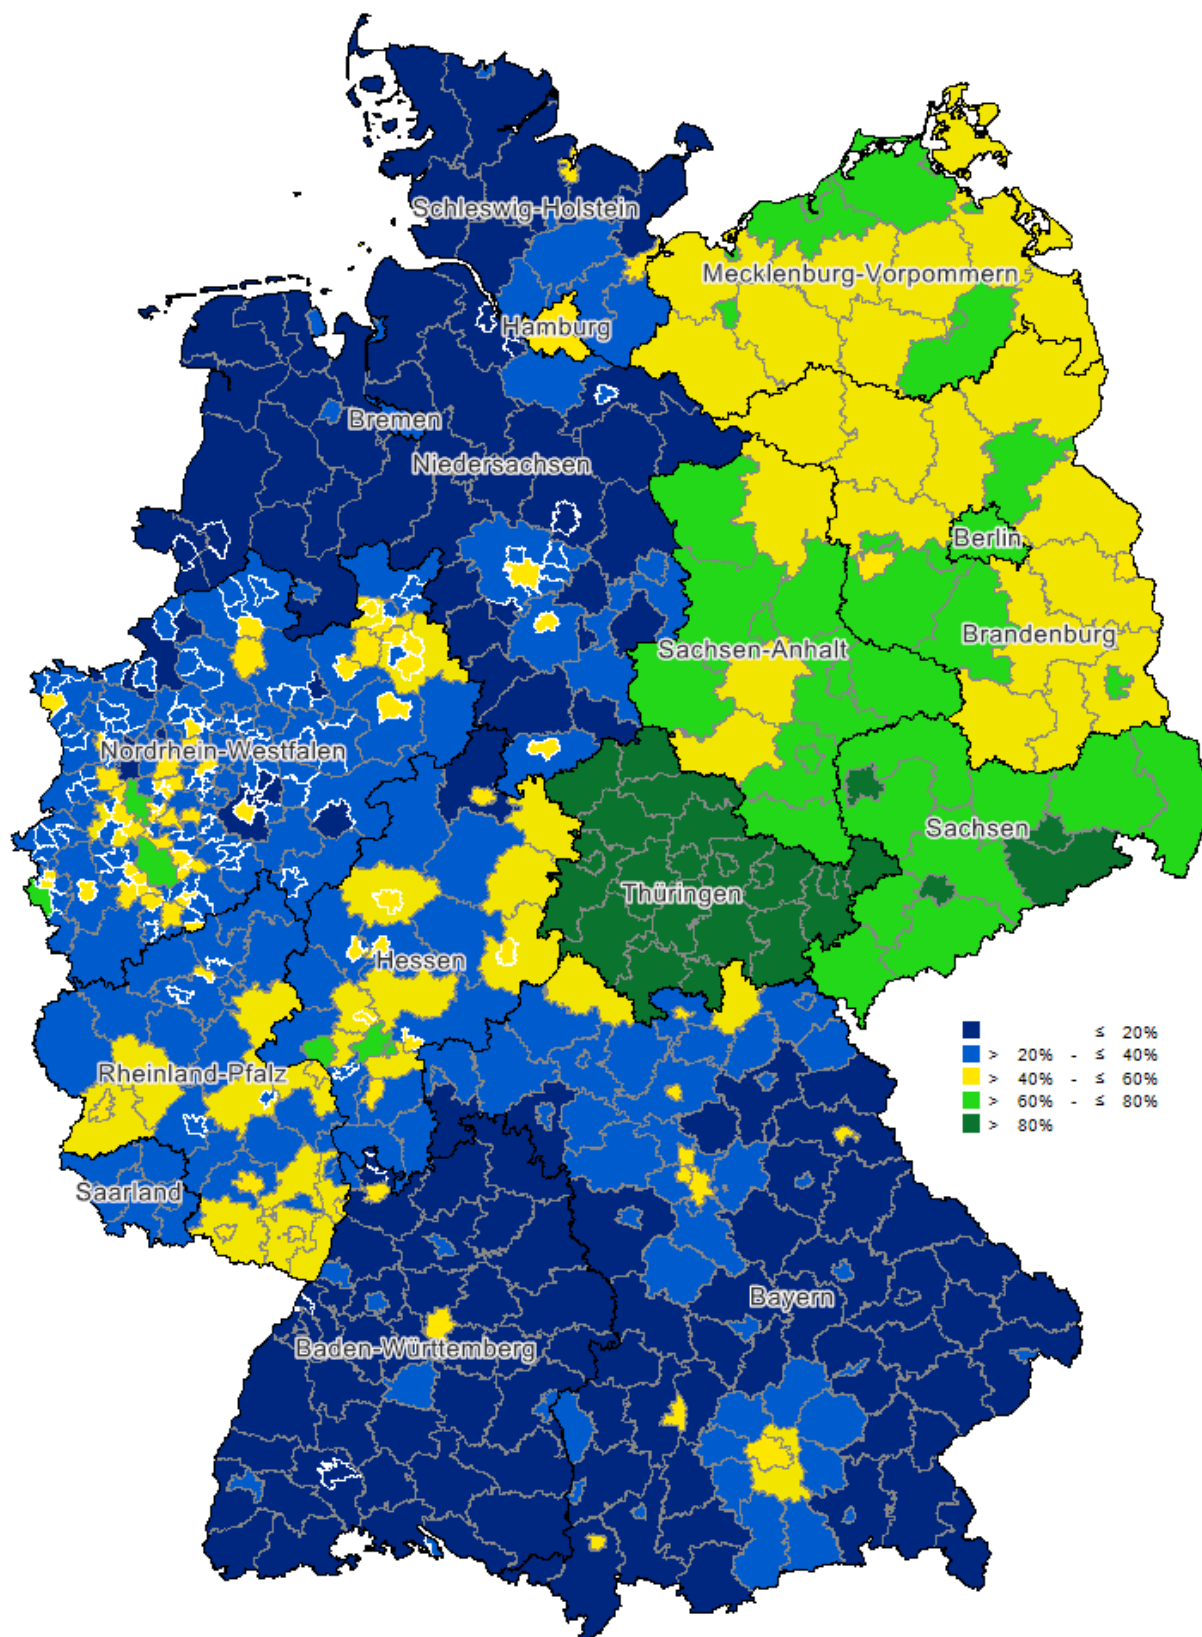 Schleswig-Holstein
Mecklenburg-Vorpommern
Hamburg
Bremen
Niedersachsen
Berlin
Brandenburg
Sachsen-Anhalt
Nordrhein-Westfalen
Sachsen
Thüringen
Hessen
Rheinland-Pfalz
Saarland
Bayern
Baden-Württemberg
≤ 20%
> 20% - ≤ 40%
> 40% - ≤ 60%
> 60% - ≤ 80%
> 80%